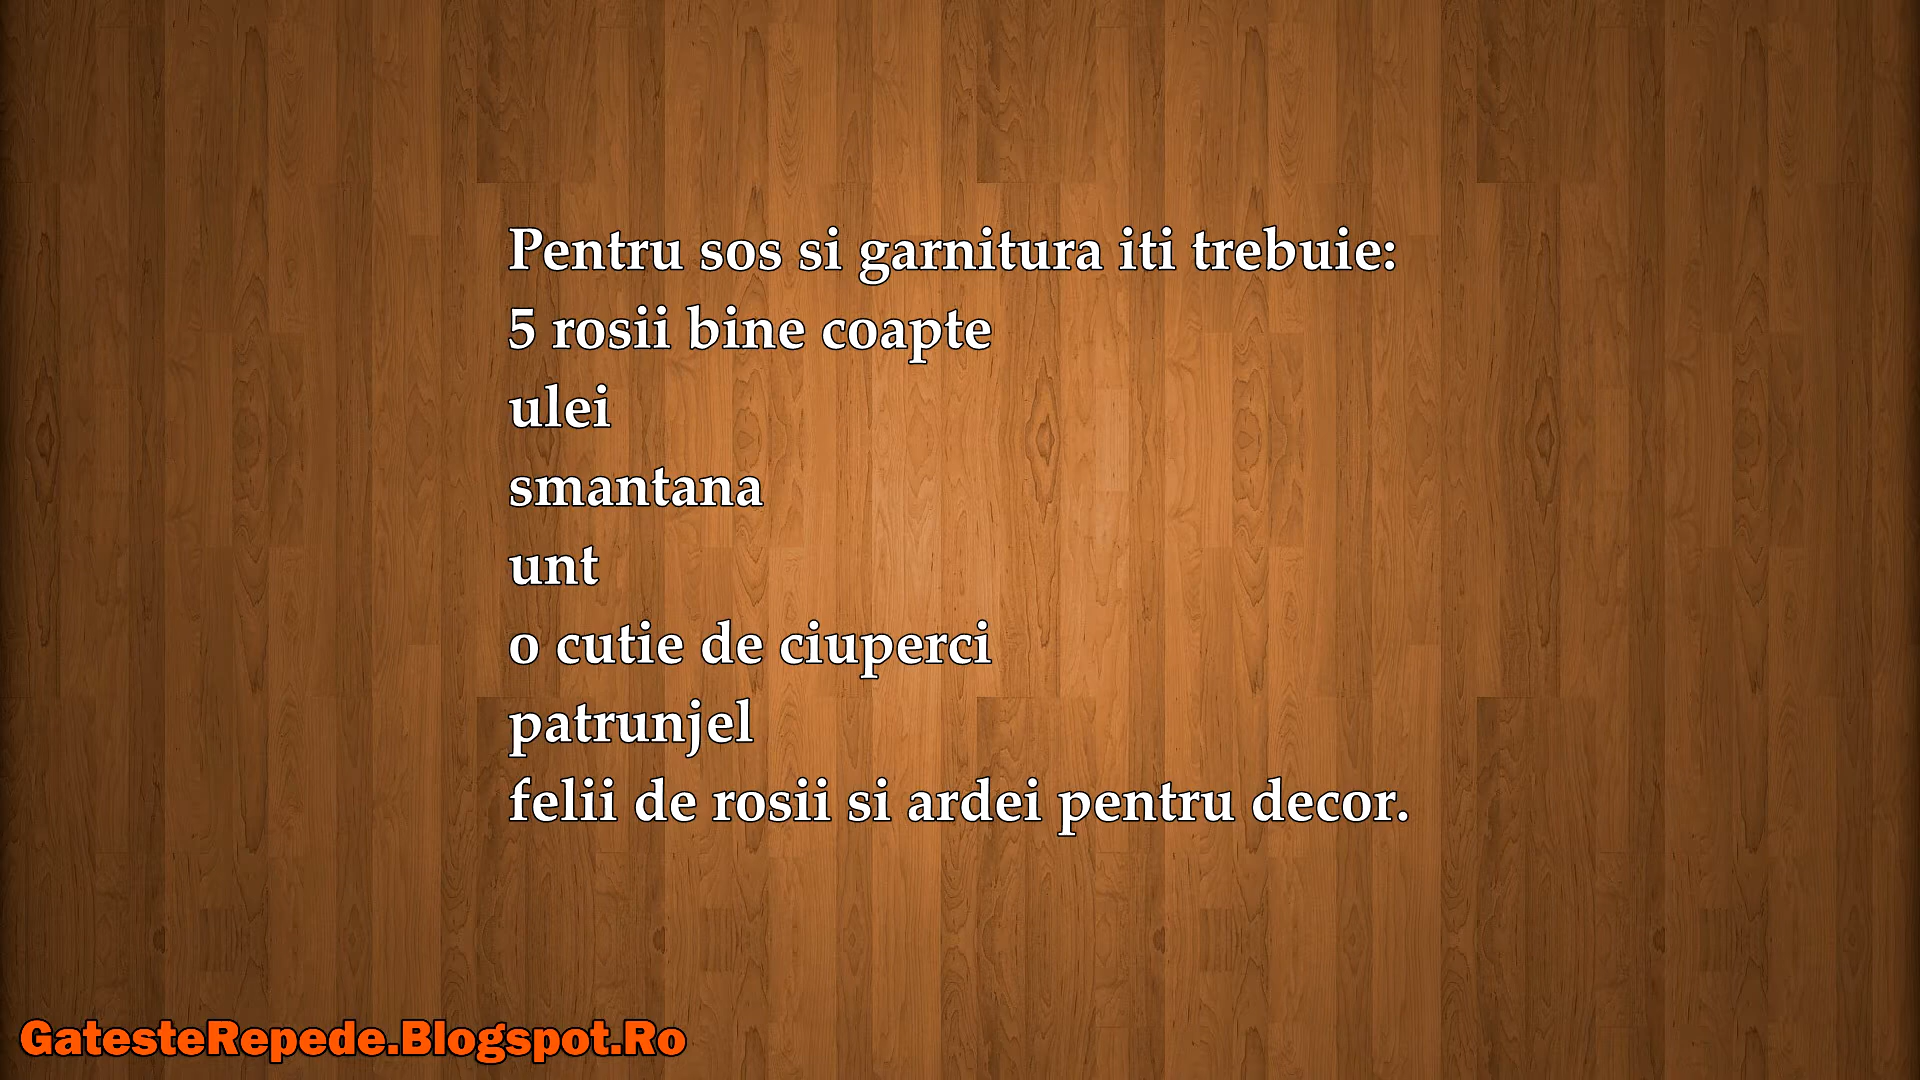 Pentru sos si garnitura iti trebuie:
5 rosii bine coapte
ulei
smantana
unt
o cutie de ciuperci
patrunjel
felii de rosii si ardei pentru decor.
GatesteRepede.Blogspot.Ro